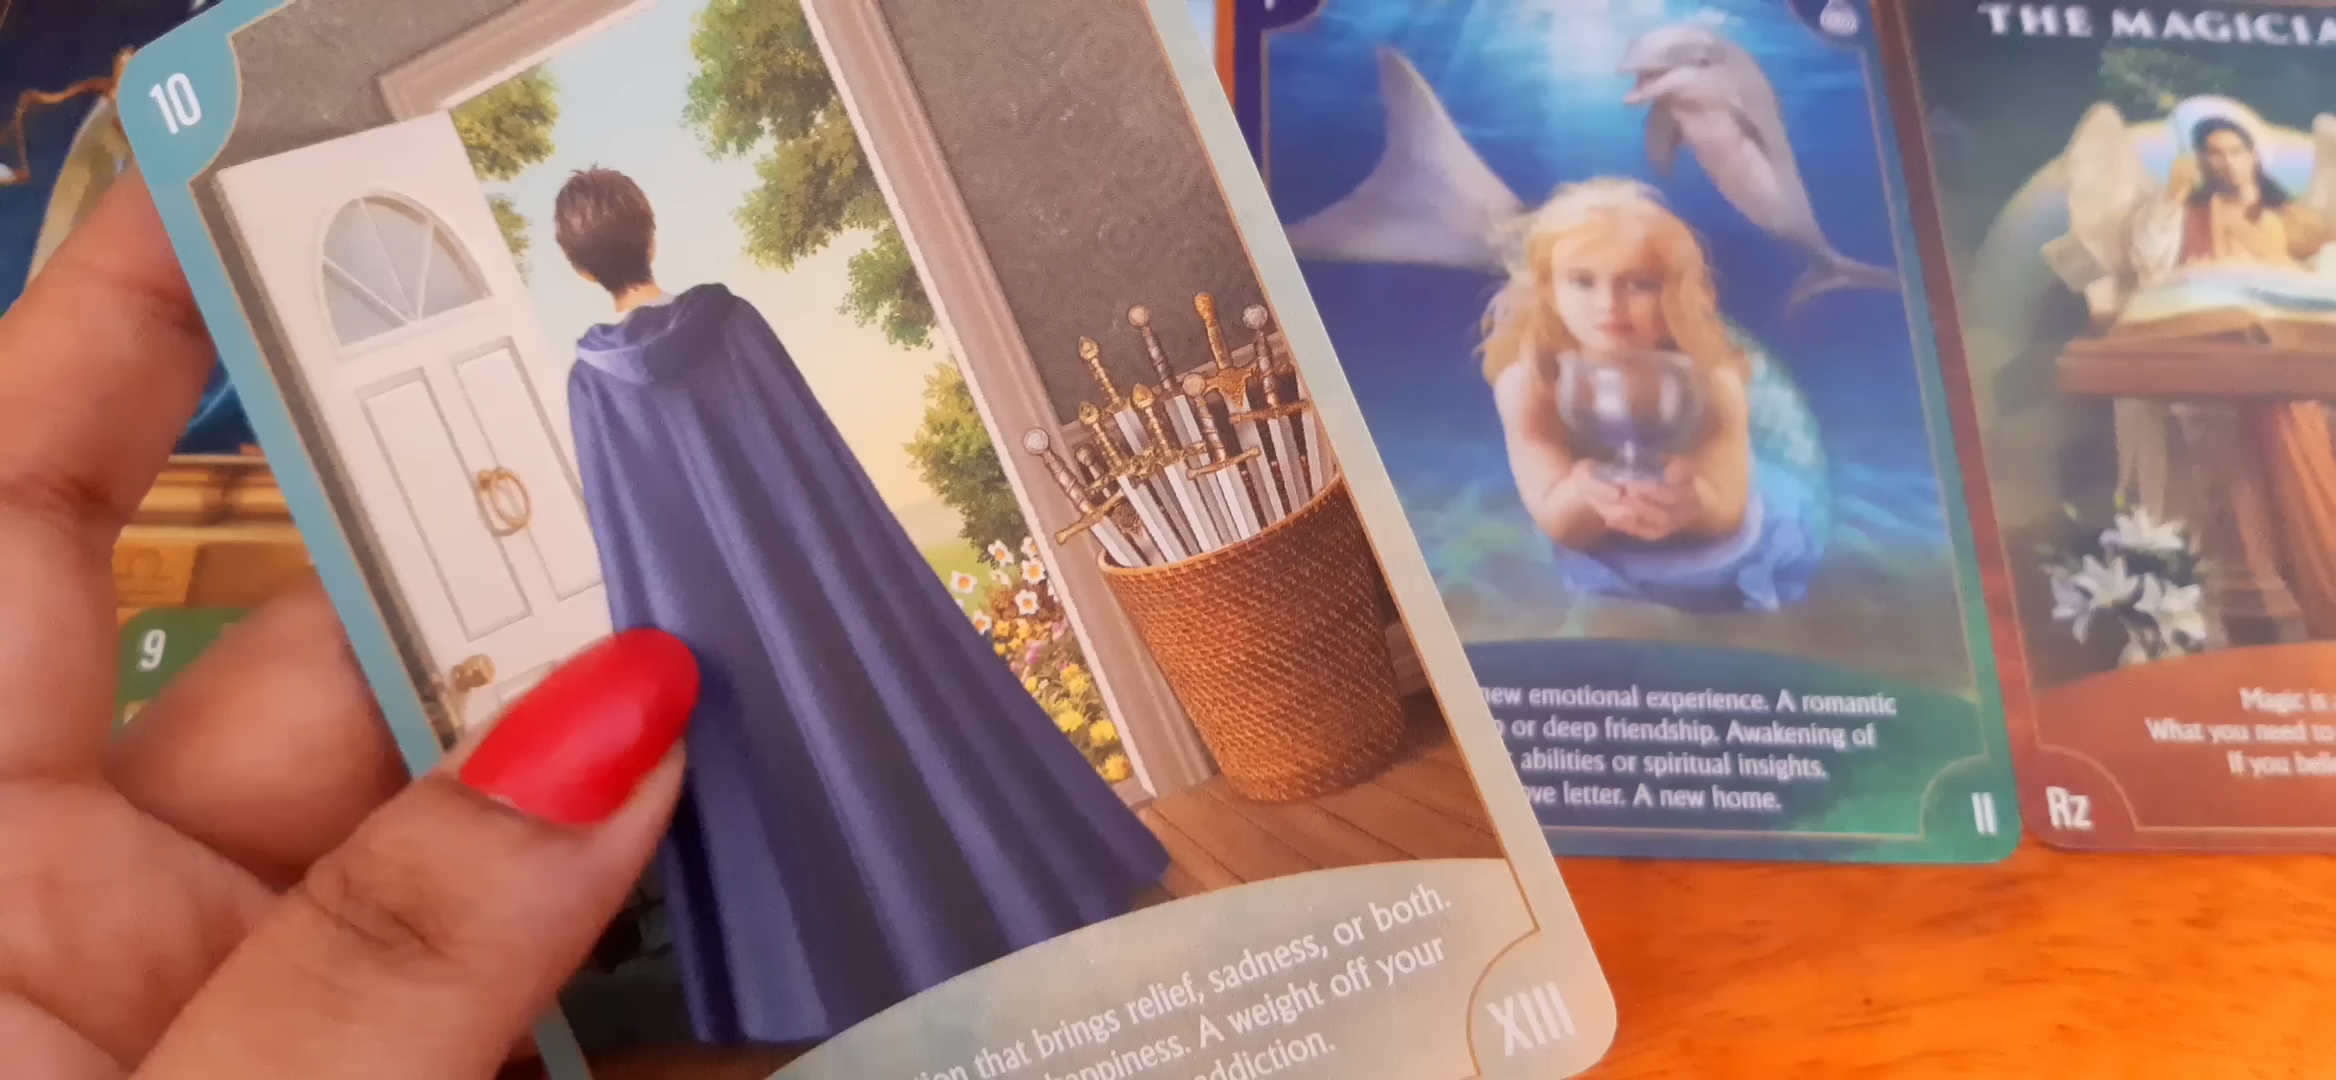 10
tion that brings relief, sadness, or both.
happiness. A weight off your
addiction.
XIII
9
new emotional experience. A romantic
or deep friendship. Awakening of
abilities or spiritual insights.
love letter. A new home.
II
THE MAGICIA
Magic is
What you need to
If you belie
Rz